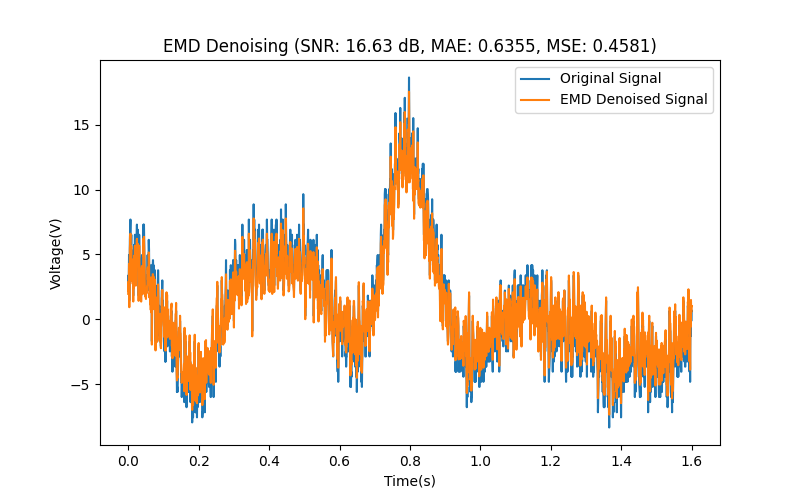 EMD Denoising (SNR: 16.63 dB, MAE: 0.6355, MSE: 0.4581)
Original Signal
EMD Denoised Signal
Voltage(V)
15
10
5
0
−5
0.0 0.2 0.4 0.6 0.8 1.0 1.2 1.4 1.6
Time(s)